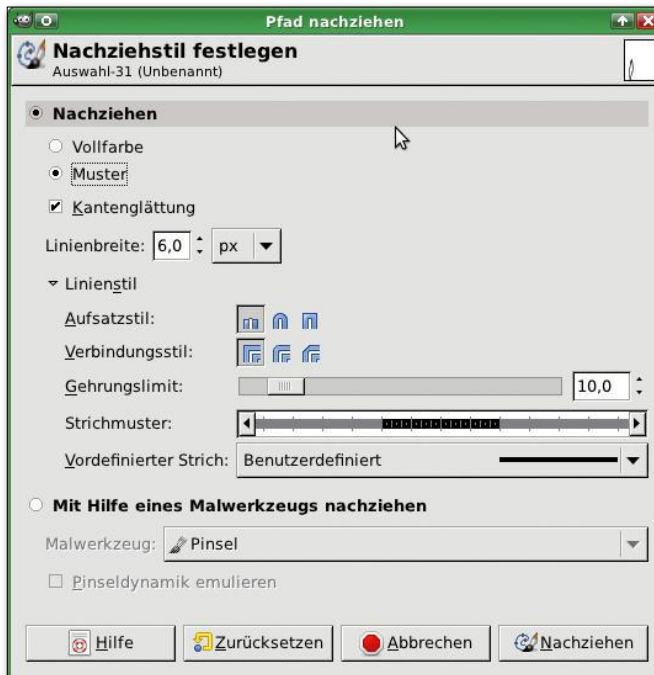 Pfad nachziehen
Nachziehstil festlegen
Auswahl-31 (Unbenannt)
Nachziehen
Vollfarbe
Muster
Kantenglättung
Linienbreite: 6,0 px
Linienstil
Aufsatzstil:
Verbindungsstil:
Gehrungslimit: 10,0
Strichmuster:
Vordefinierter Strich: Benutzerdefiniert
Mit Hilfe eines Malwerkzeugs nachziehen
Malwerkzeug: Pinsel
Pinseldynamik emulieren
Hilfe Zurücksetzen Abbrechen Nachziehen